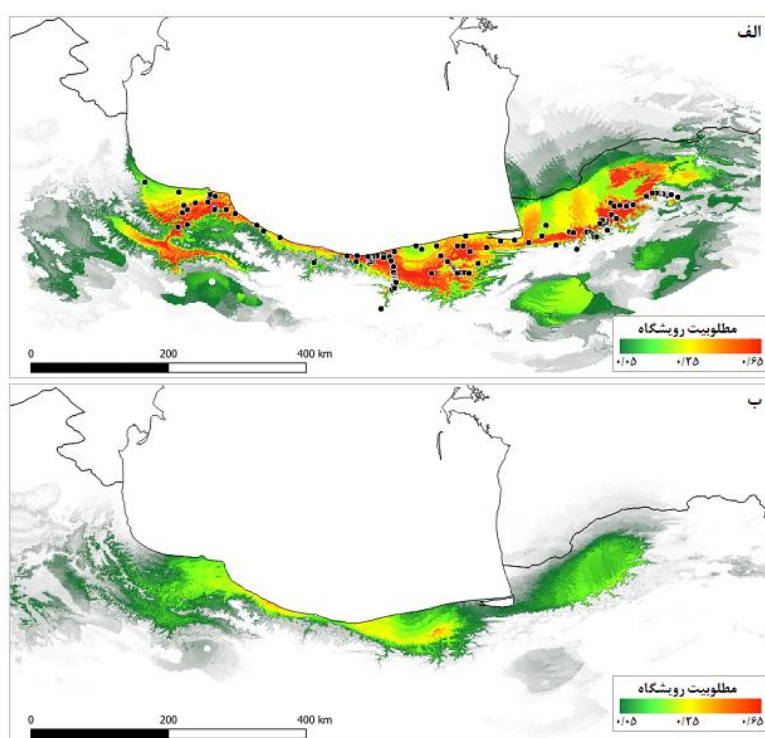 الف
مطلوبیت رویشگاه
۰/۰۵ ۰/۳۵ ۰/۶۵
0 200 400 km
ب
مطلوبیت رویشگاه
۰/۰۵ ۰/۳۵ ۰/۶۵
0 200 400 km